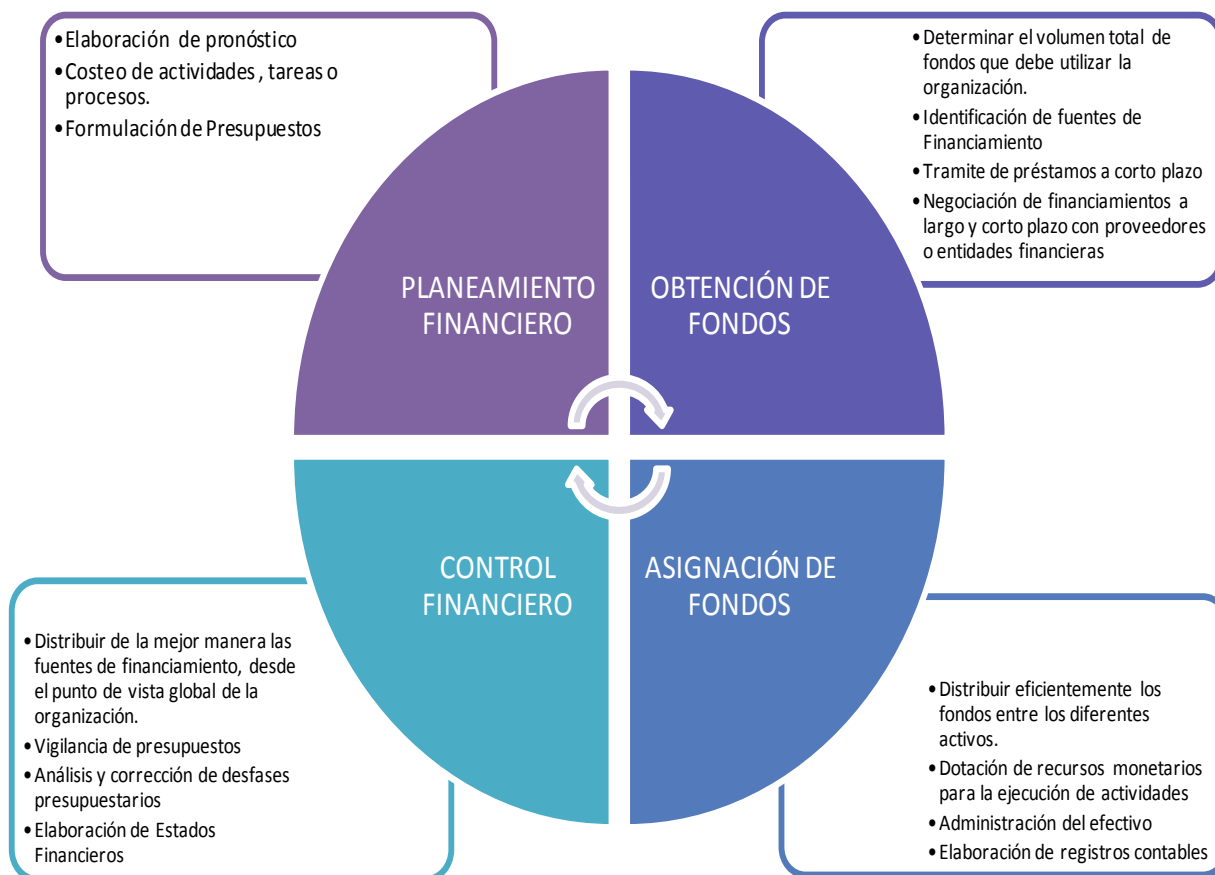 •Elaboración de pronóstico
•Costeo de actividades , tareas o
procesos.
•Formulación de Presupuestos
•Determinar el volumen total de
fondos que debe utilizar la
organización.
•Identificación de fuentes de
Financiamiento
•Tramite de préstamos a corto plazo
•Negociación de financiamientos a
largo y corto plazo con proveedores
o entidades financieras
PLANEAMIENTO
FINANCIERO
OBTENCIÓN DE
FONDOS
CONTROL
FINANCIERO
ASIGNACIÓN DE
FONDOS
•Distribuir de la mejor manera las
fuentes de financiamiento, desde
el punto de vista global de la
organización.
•Vigilancia de presupuestos
•Análisis y corrección de desfases
presupuestarios
•Elaboración de Estados
Financieros
•Distribuir eficientemente los
fondos entre los diferentes
activos.
•Dotación de recursos monetarios
para la ejecución de actividades
•Administración del efectivo
•Elaboración de registros contables